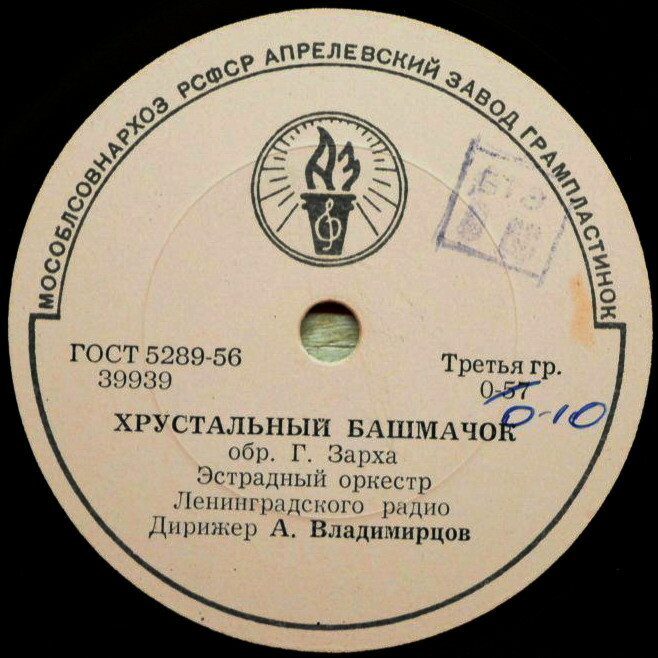 МОСОБЛСОВНАРХОЗ РСФСР АПРЕЛЕВСКИЙ ЗАВОД ГРАМПЛАСТИНОК
АЗ
ГОСТ 5289-56
39939
Третья гр.
0-57
0-10
ХРУСТАЛЬНЫЙ БАШМАЧОК
обр. Г. Зарха
Эстрадный оркестр
Ленинградского радио
Дирижер А. Владимирцов